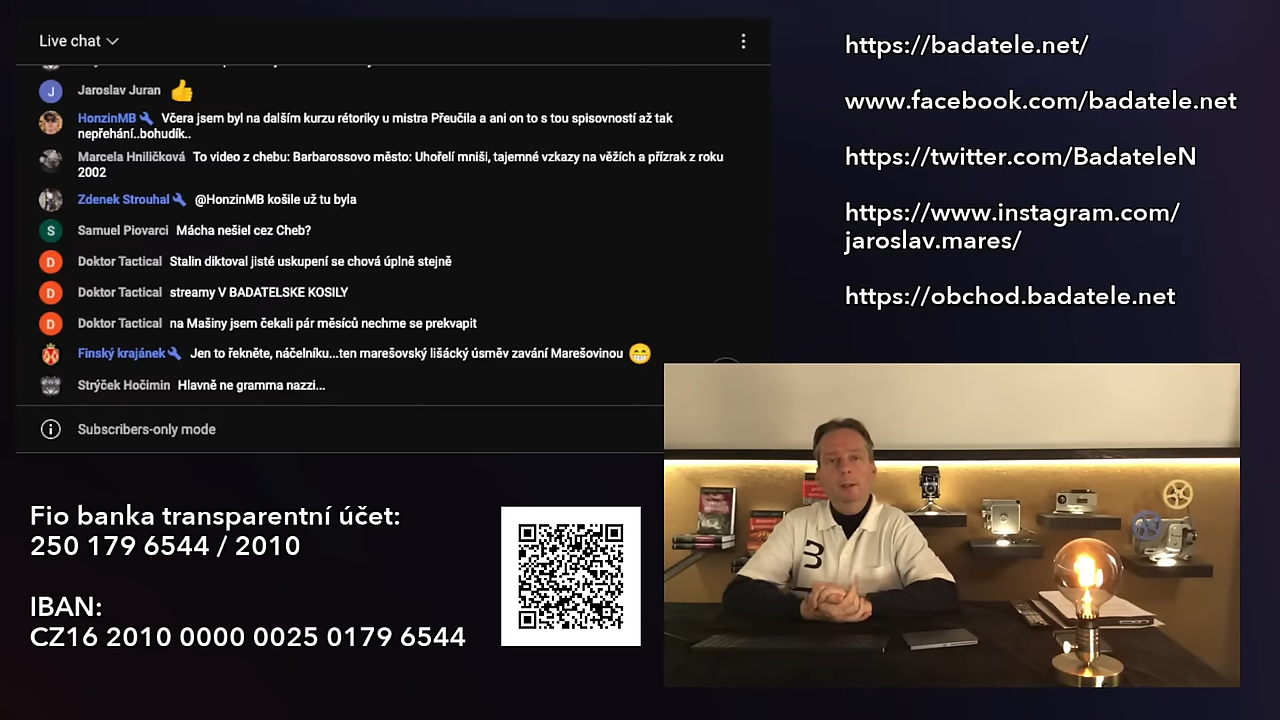 Live chat
J Jaroslav Juran
HonzinMB Včera jsem byl na dalším kurzu rétoriky u mistra Přeučila a ani on to s tou spisovností až tak
nepřehání..bohudík..
Marcela Hniličková To video z chebu: Barbarossovo město: Uhořelí mniši, tajemné vzkazy na věžích a přízrak z roku
2002
Zdenek Strouhal @HonzinMB košile už tu byla
S Samuel Piovarci Mácha nešiel cez Cheb?
D Doktor Tactical Stalin diktoval jisté uskupení se chová úplně stejně
D Doktor Tactical streamy V BADATELSKE KOSILY
D Doktor Tactical na Mašiny jsem čekali pár měsíců nechme se prekvapit
Finský krajánek Jen to řekněte, náčelníku...ten marešovský lišácký úsměv zavání Marešovinou
Strýček Hočimin Hlavně ne gramma nazzi...
Subscribers-only mode
https://badatele.net/
www.facebook.com/badatele.net
https://twitter.com/BadateleN
https://www.instagram.com/
jaroslav.mares/
https://obchod.badatele.net
Fio banka transparentní účet:
250 179 6544 / 2010
IBAN:
CZ16 2010 0000 0025 0179 6544